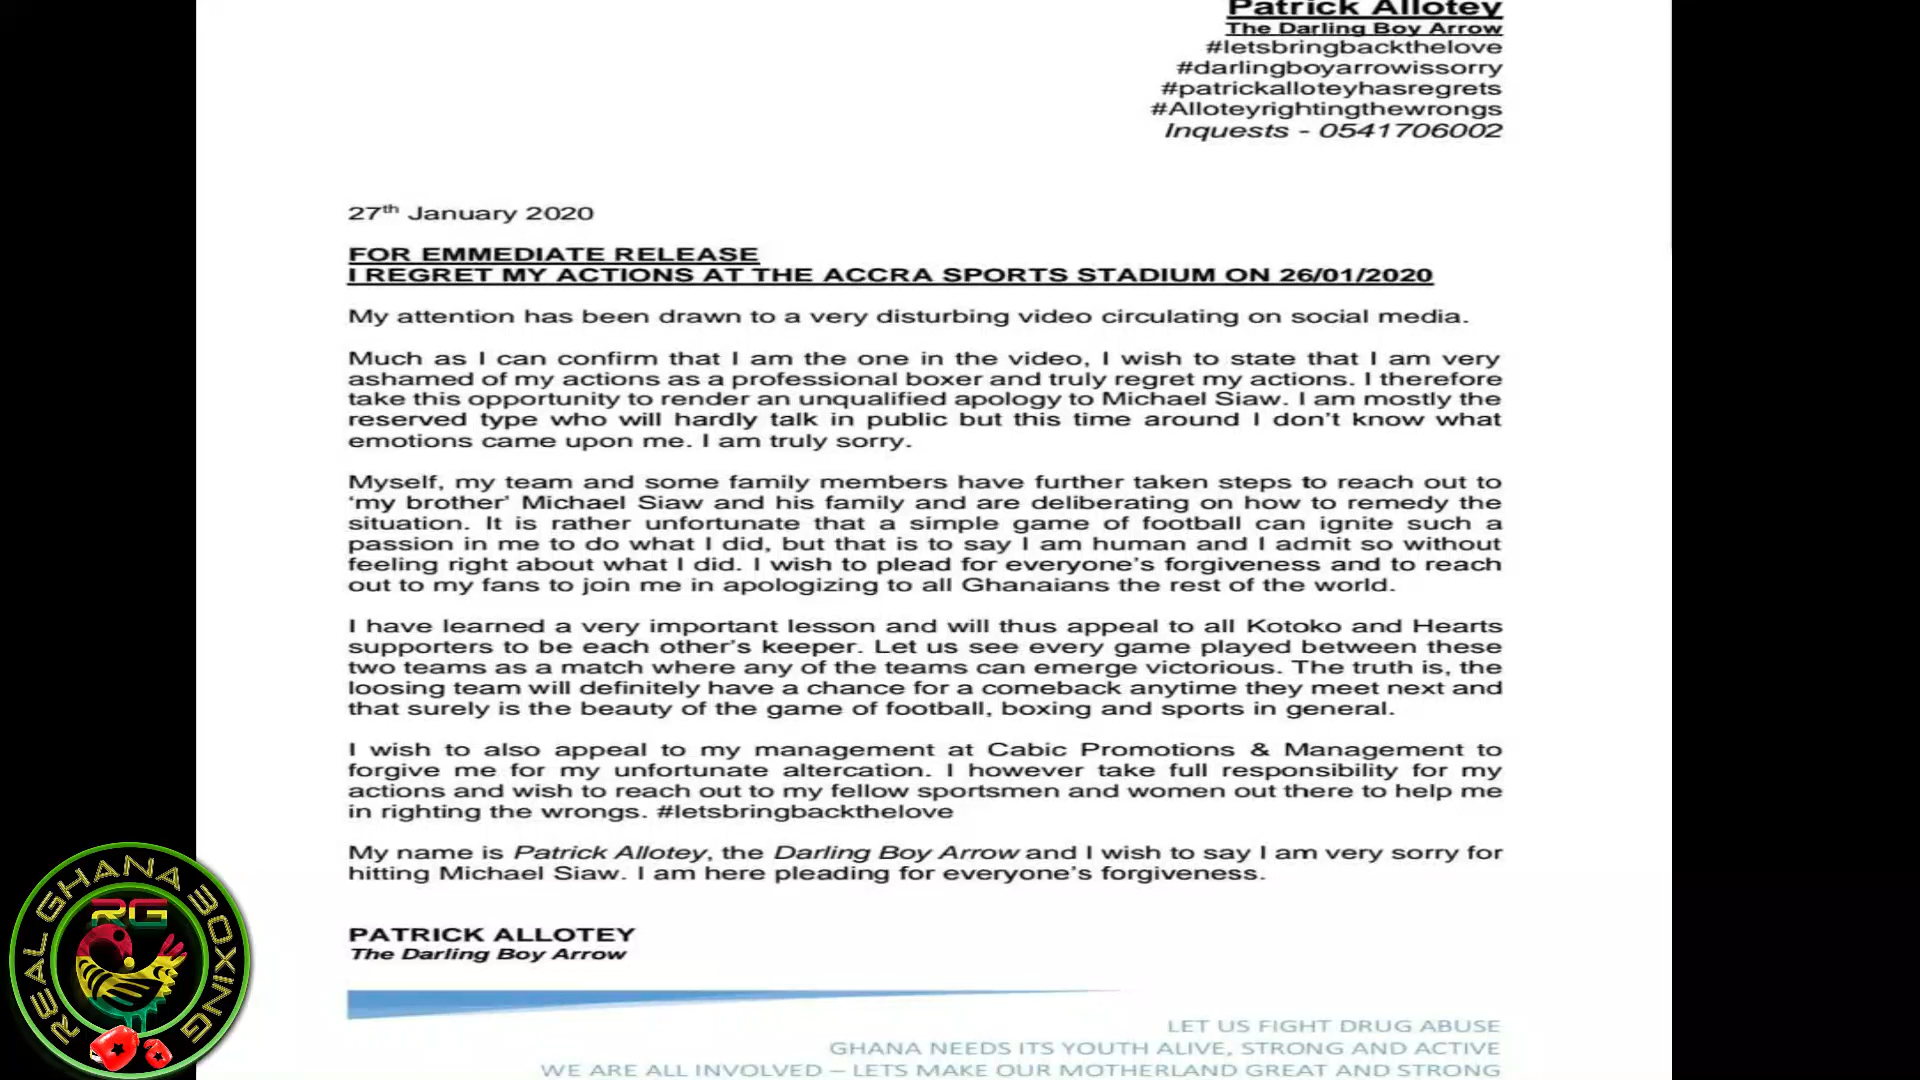 Patrick Allotey
The Darling Boy Arrow
#letsbringbackthelove
#darlingboyarrowissorry
#patrickalloteyhasregrets
#Alloteyrightingthewrongs
Inquests - 0541706002
27th January 2020
FOR EMMEDIATE RELEASE
I REGRET MY ACTIONS AT THE ACCRA SPORTS STADIUM ON 26/01/2020
My attention has been drawn to a very disturbing video circulating on social media.
Much as I can confirm that I am the one in the video, I wish to state that I am very
ashamed of my actions as a professional boxer and truly regret my actions. I therefore
take this opportunity to render an unqualified apology to Michael Siaw. I am mostly the
reserved type who will hardly talk in public but this time around I don't know what
emotions came upon me. I am truly sorry.
Myself, my team and some family members have further taken steps to reach out to
‘my brother’ Michael Siaw and his family and are deliberating on how to remedy the
situation. It is rather unfortunate that a simple game of football can ignite such a
passion in me to do what I did, but that is to say I am human and I admit so without
feeling right about what I did. I wish to plead for everyone's forgiveness and to reach
out to my fans to join me in apologizing to all Ghanaians the rest of the world.
I have learned a very important lesson and will thus appeal to all Kotoko and Hearts
supporters to be each other's keeper. Let us see every game played between these
two teams as a match where any of the teams can emerge victorious. The truth is, the
loosing team will definitely have a chance for a comeback anytime they meet next and
that surely is the beauty of the game of football, boxing and sports in general.
I wish to also appeal to my management at Cabic Promotions & Management to
forgive me for my unfortunate altercation. I however take full responsibility for my
actions and wish to reach out to my fellow sportsmen and women out there to help me
in righting the wrongs. #letsbringbackthelove
My name is Patrick Allotey, the Darling Boy Arrow and I wish to say I am very sorry for
hitting Michael Siaw. I am here pleading for everyone's forgiveness.
PATRICK ALLOTEY
The Darling Boy Arrow
LET US FIGHT DRUG ABUSE
GHANA NEEDS ITS YOUTH ALIVE, STRONG AND ACTIVE
WE ARE ALL INVOLVED – LETS MAKE OUR MOTHERLAND GREAT AND STRONG
REAL GHANA BOXING
RG